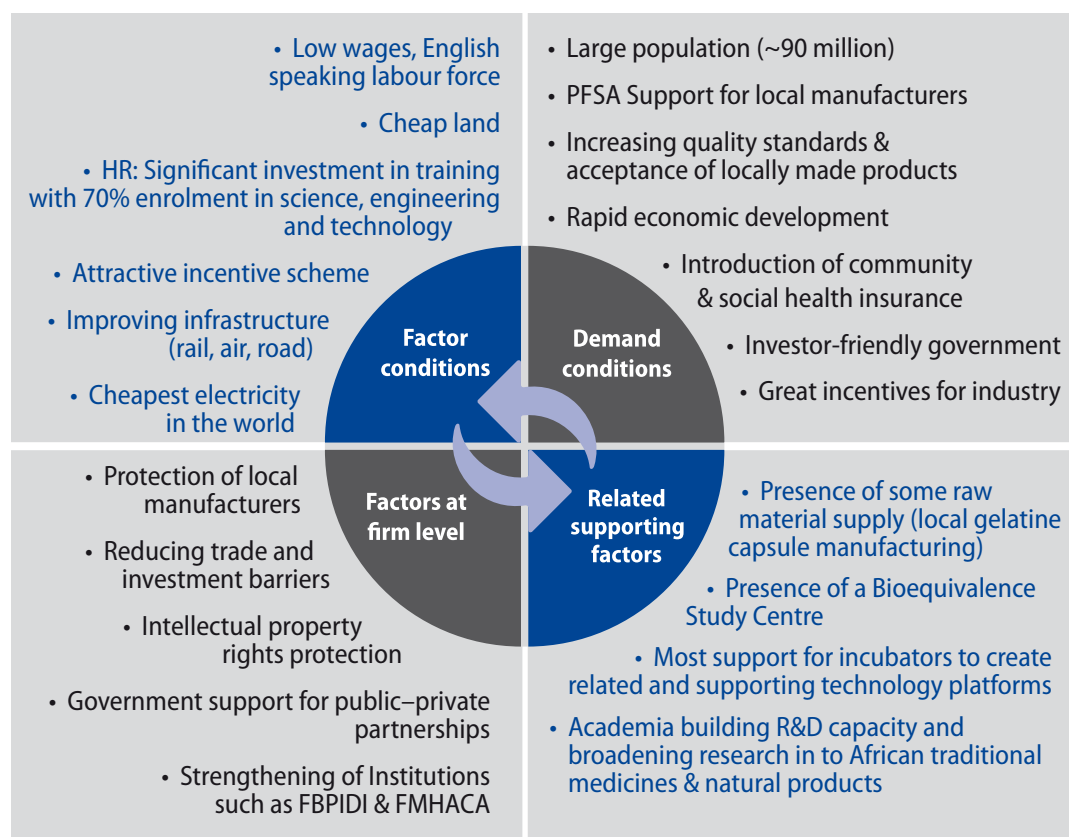 • Low wages, English
speaking labour force
• Cheap land
• HR: Significant investment in training
with 70% enrolment in science, engineering
and technology
• Attractive incentive scheme
• Improving infrastructure
(rail, air, road)
• Cheapest electricity
in the world
Factor
conditions
• Large population (~90 million)
• PFSA Support for local manufacturers
• Increasing quality standards &
acceptance of locally made products
• Rapid economic development
• Introduction of community
& social health insurance
• Investor-friendly government
• Great incentives for industry
Demand
conditions
• Protection of local
manufacturers
• Reducing trade and
investment barriers
• Intellectual property
rights protection
• Government support for public–private
partnerships
• Strengthening of Institutions
such as FBPIDI & FMHACA
Factors at
firm level
Related
supporting
factors
• Presence of some raw
material supply (local gelatine
capsule manufacturing)
• Presence of a Bioequivalence
Study Centre
• Most support for incubators to create
related and supporting technology platforms
• Academia building R&D capacity and
broadening research in to African traditional
medicines & natural products